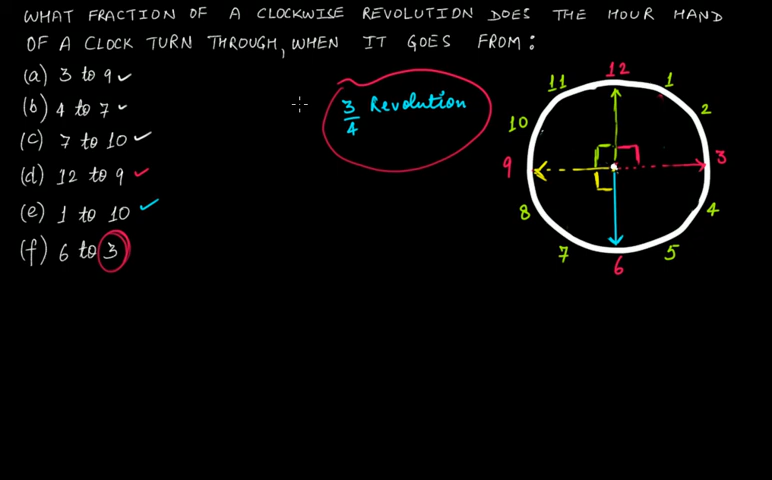 WHAT FRACTION OF A CLOCKWISE REVOLUTION DOES THE HOUR HAND
OF A CLOCK TURN THROUGH, WHEN IT GOES FROM:
(a) 3 to 9
(b) 4 to 7
(c) 7 to 10
(d) 12 to 9
(e) 1 to 10
(f) 6 to 3
3/4 Revolution
12
11 1
10 2
9 3
8 4
7 5
6